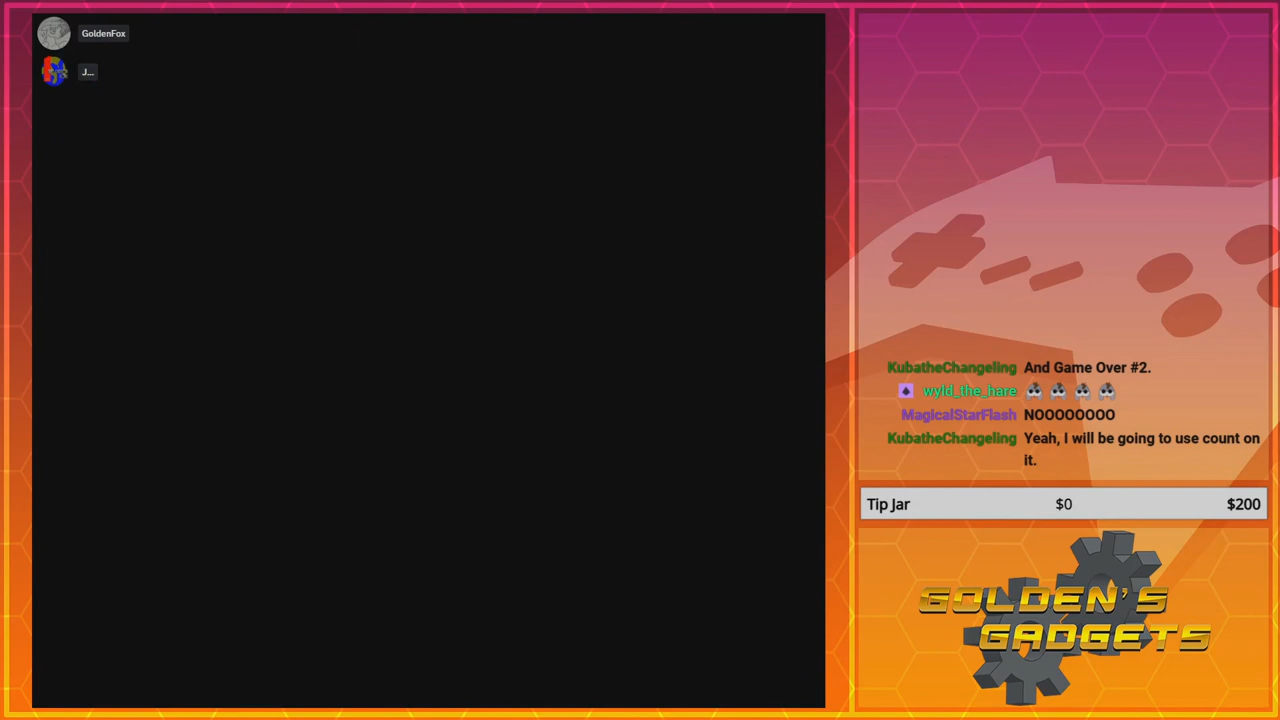 GoldenFox
J...
KubatheChangeling And Game Over #2.
wyld_the_hare
MagicalStarFlash NOOOOOOOO
KubatheChangeling Yeah, I will be going to use count on
it.
Tip Jar $0 $200
GOLDEN'S
GADGETS